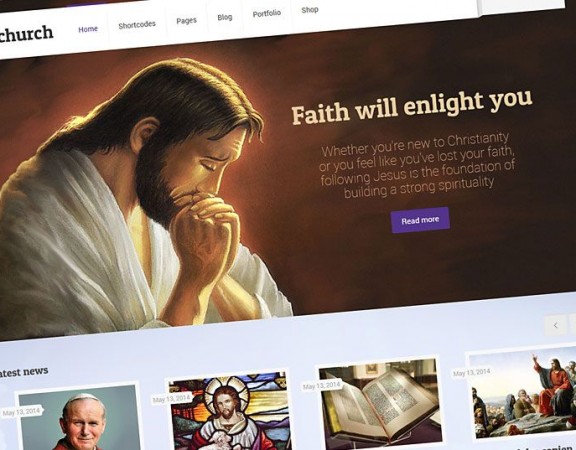 church
Home
Shortcodes
Pages
Blog
Portfolio
Shop
Faith will enlight you
Whether you're new to Christianity
or you feel like you've lost your faith,
following Jesus is the foundation of
building a strong spirtuality
Read more
atest news
May 13, 2014
May 13, 2014
May 13, 2014
May 13, 2014